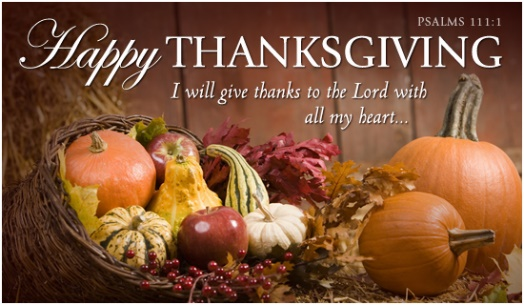 PSALMS 111:1
Happy THANKSGIVING
I will give thanks to the Lord with
all my heart...